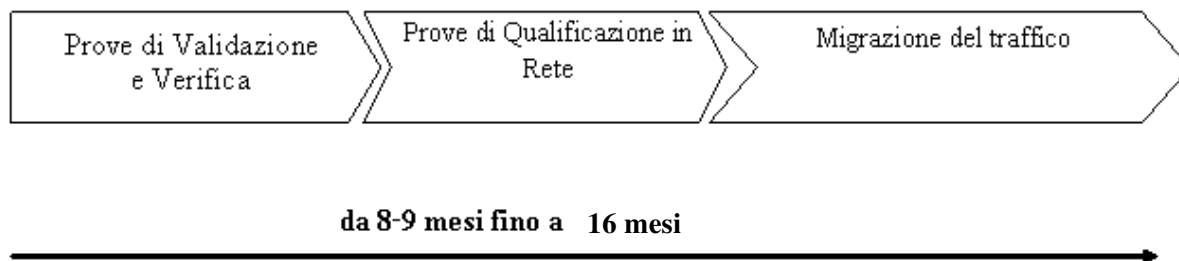 Prove di Validazione
e Verifica
Prove di Qualificazione in
Rete
Migrazione del traffico
da 8-9 mesi fino a 16 mesi